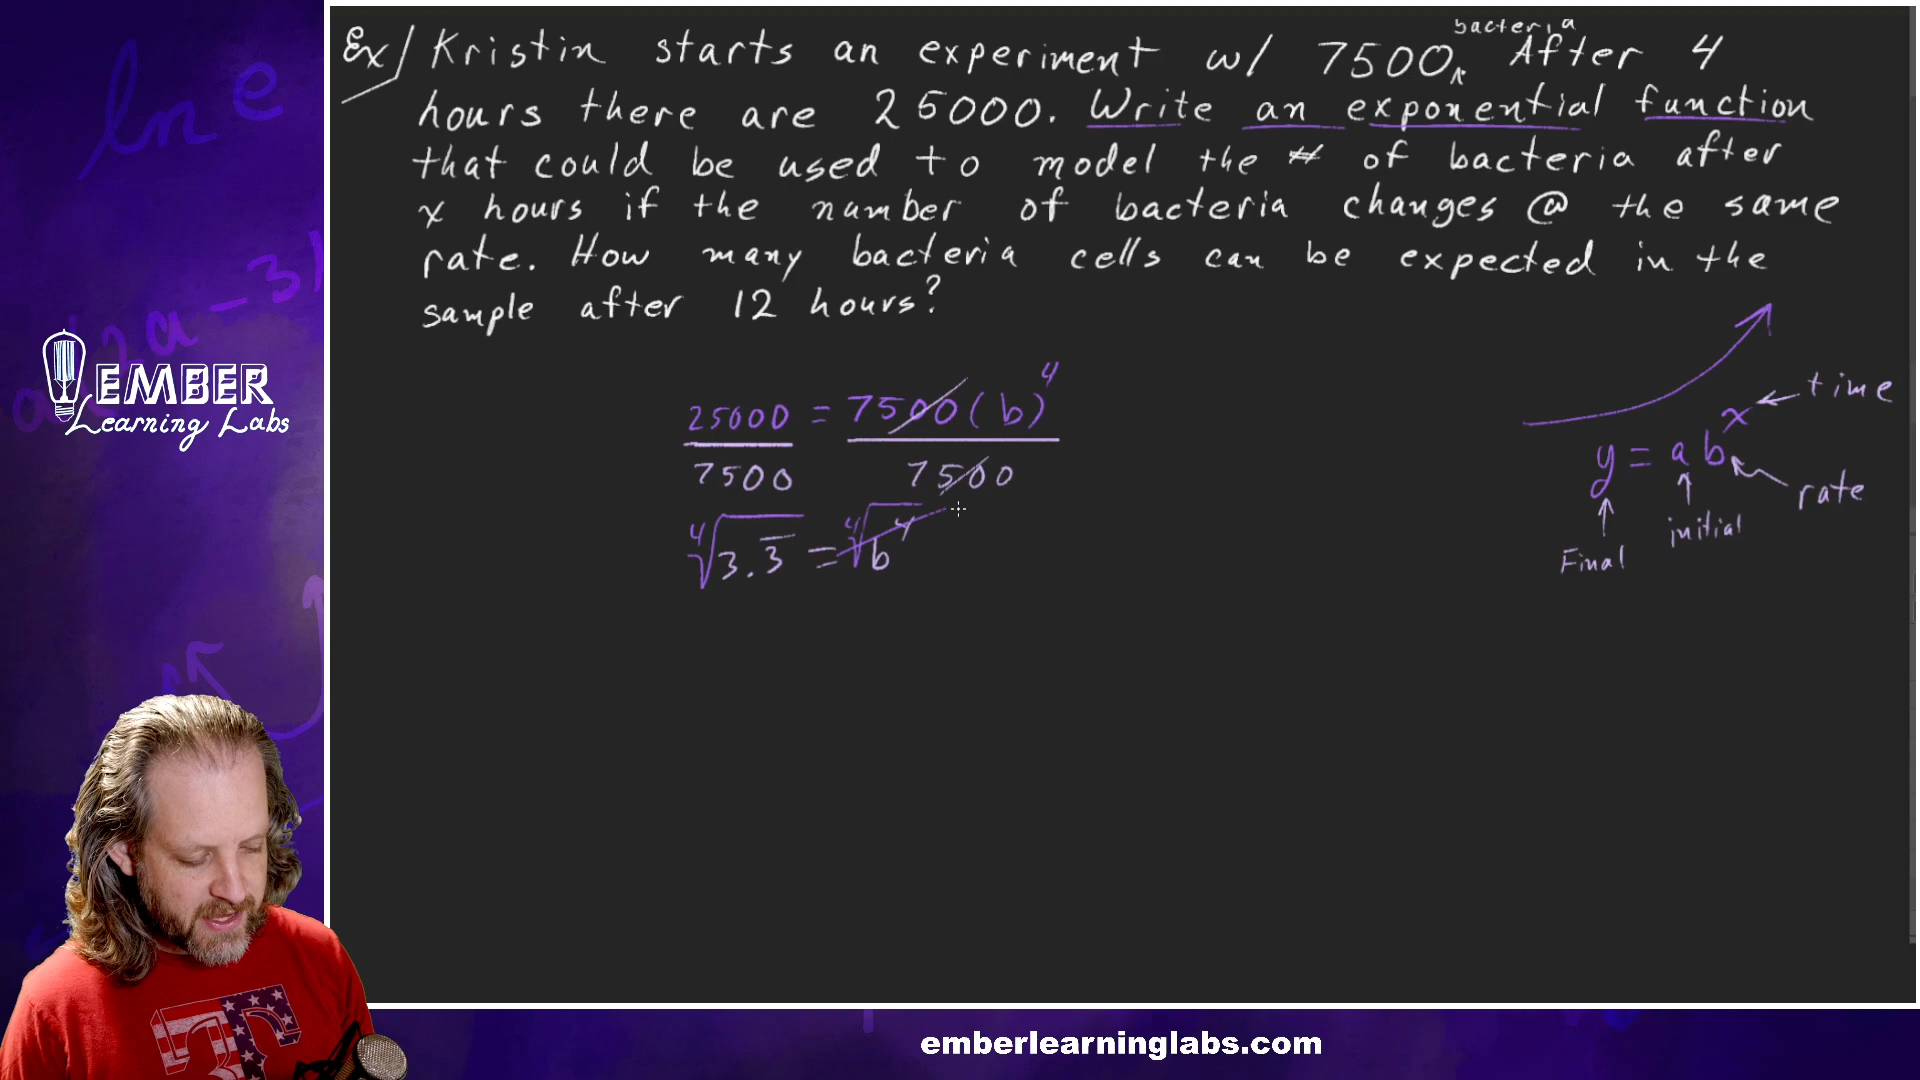 Ex/ Kristin starts an experiment w/ 7500 bacteria. After 4
hours there are 25000. Write an exponential function
that could be used to model the # of bacteria after
x hours if the number of bacteria changes @ the same
rate. How many bacteria cells can be expected in the
sample after 12 hours?
25000 = 7500(b)^4
7500 7500
∜3.3̅ = ∜b^4
time
y = ab^x
rate
initial
Final
ln e
EMBER
Learning Labs
emberlearninglabs.com